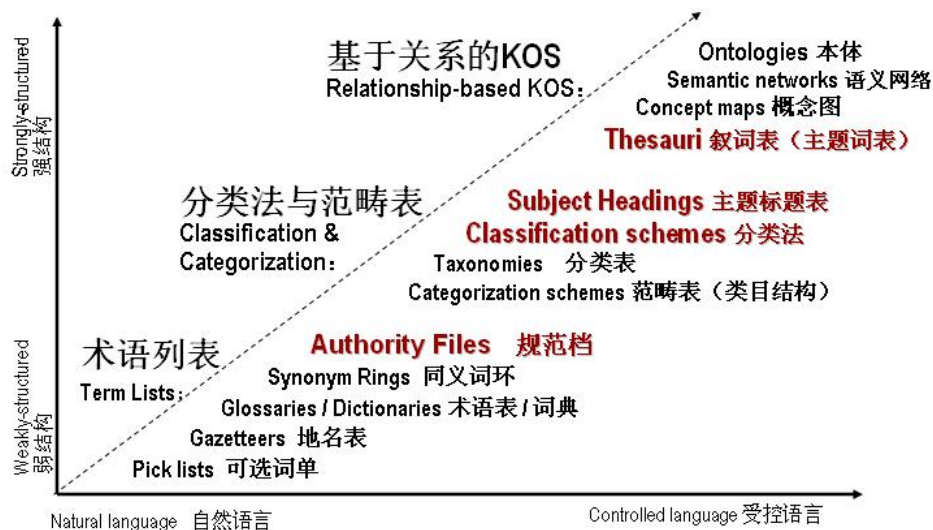 基于关系的KOS
Relationship-based KOS：
Ontologies 本体
Semantic networks 语义网络
Concept maps 概念图
Thesauri 叙词表（主题词表）
Strongly-structured
强结构
分类法与范畴表
Classification &
Categorization：
Subject Headings 主题标题表
Classification schemes 分类法
Taxonomies 分类表
Categorization schemes 范畴表（类目结构）
术语列表
Term Lists：
Authority Files 规范档
Synonym Rings 同义词环
Glossaries / Dictionaries 术语表 / 词典
Gazetteers 地名表
Pick lists 可选词单
Weakly-structured
弱结构
Natural language 自然语言
Controlled language 受控语言